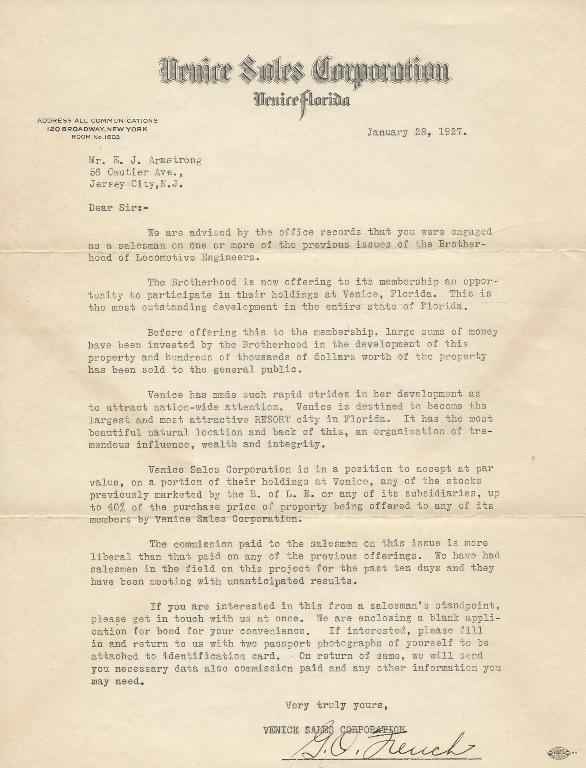 Venice Sales Corporation
Venice Florida
ADDRESS ALL COMMUNICATIONS
120 BROADWAY, NEW YORK
ROOM No. 1603
January 28, 1927.
Mr. E. J. Armstrong
56 Cautier Ave.,
Jersey City, N.J.
Dear Sir:-
We are advised by the office records that you were engaged
as a salesman on one or more of the previous issues of the Brother-
hood of Locomotive Engineers.
The Brotherhood is now offering to its membership an oppor-
tunity to participate in their holdings at Venice, Florida. This is
the most outstanding development in the entire state of Florida.
Before offering this to the membership, large sums of money
have been invested by the Brotherhood in the development of this
property and hundreds of thousands of dollars worth of the property
has been sold to the general public.
Venice has made such rapid strides in her development as
to attract nation-wide attention. Venice is destined to become the
largest and most attractive RESORT city in Florida. It has the most
beautiful natural location and back of this, an organization of tre-
mendous influence, wealth and integrity.
Venice Sales Corporation is in a position to accept at par
value, on a portion of their holdings at Venice, any of the stocks
previously marketed by the B. of L. E. or any of its subsidiaries, up
to 40% of the purchase price of property being offered to any of its
members by Venice Sales Corporation.
The commission paid to the salesmen on this issue is more
liberal than that paid on any of the previous offerings. We have had
salesmen in the field on this project for the past ten days and they
have been meeting with unanticipated results.
If you are interested in this from a salesman's standpoint,
please get in touch with us at once. We are enclosing a blank appli-
cation for bond for your convenience. If interested, please fill
in and return to us with two passport photographs of yourself to be
attached to identification card. On return of same, we will send
you necessary data also commission paid and any other information you
may need.
Very truly yours,
VENICE SALES CORPORATION
G. O. French